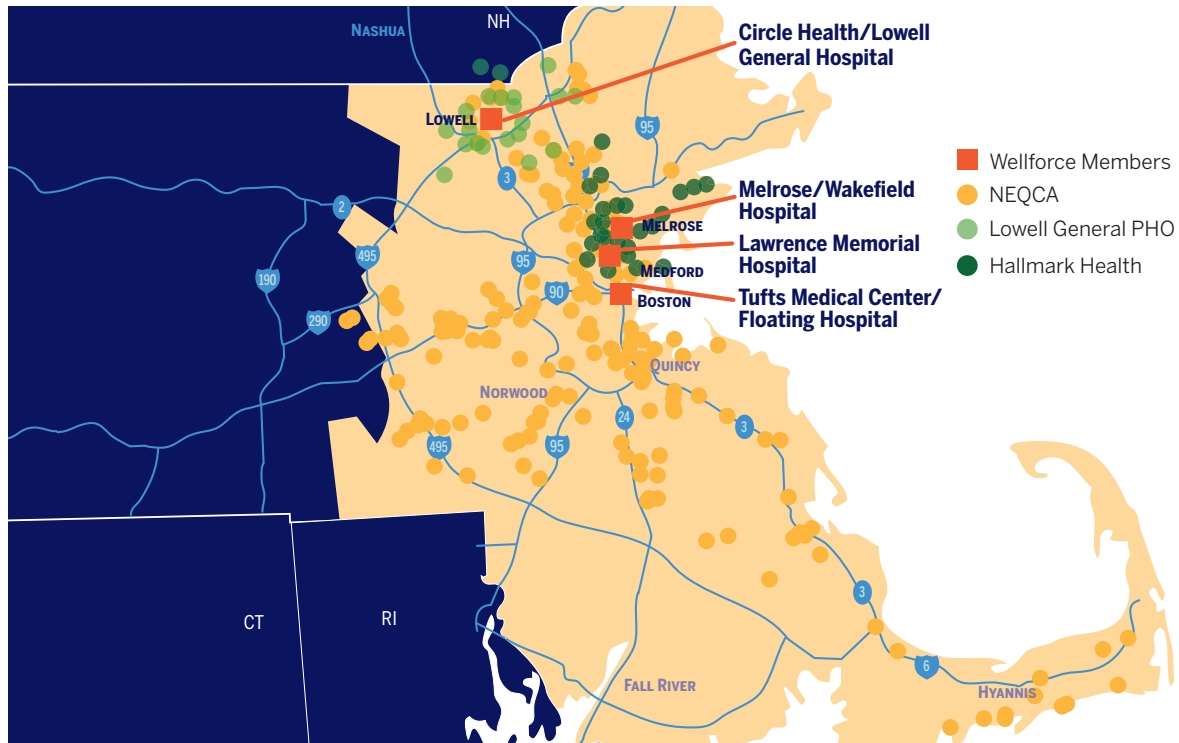 NASHUA
NH
Circle Health/Lowell
General Hospital
LOWELL
95
3
Wellforce Members
NEQCA
Lowell General PHO
Hallmark Health
Melrose/Wakefield
Hospital
MELROSE
2
Lawrence Memorial
Hospital
495
95
MEDFORD
190
90
BOSTON
Tufts Medical Center/
Floating Hospital
290
QUINCY
NORWOOD
24
3
495
95
3
CT
RI
6
FALL RIVER
HYANNIS